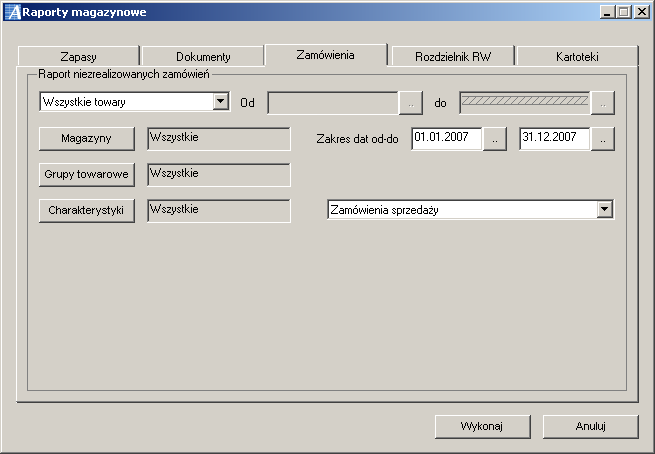 Raporty magazynowe
Zapasy Dokumenty Zamówienia Rozdzielnik RW Kartoteki
Raport niezrealizowanych zamówień
Wszystkie towary Od .. do ..
Magazyny Wszystkie Zakres dat od-do 01.01.2007 .. 31.12.2007 ..
Grupy towarowe Wszystkie
Charakterystyki Wszystkie Zamówienia sprzedaży
Wykonaj Anuluj